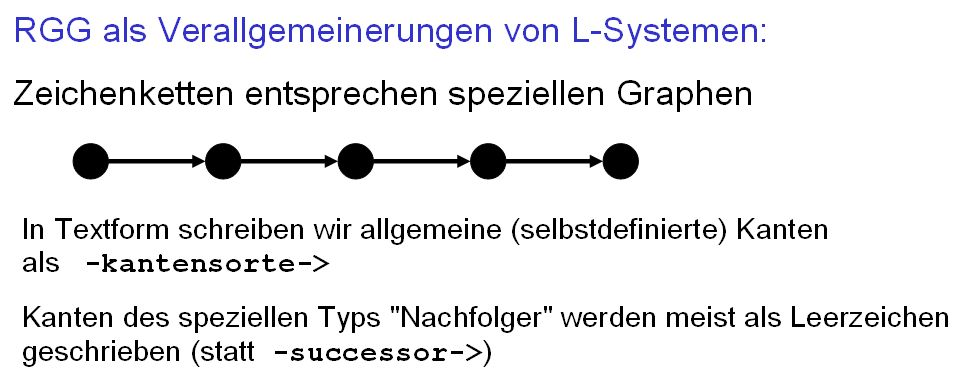 RGG als Verallgemeinerungen von L-Systemen:
Zeichenketten entsprechen speziellen Graphen
In Textform schreiben wir allgemeine (selbstdefinierte) Kanten
als -kantensorte->
Kanten des speziellen Typs "Nachfolger" werden meist als Leerzeichen
geschrieben (statt -successor->)